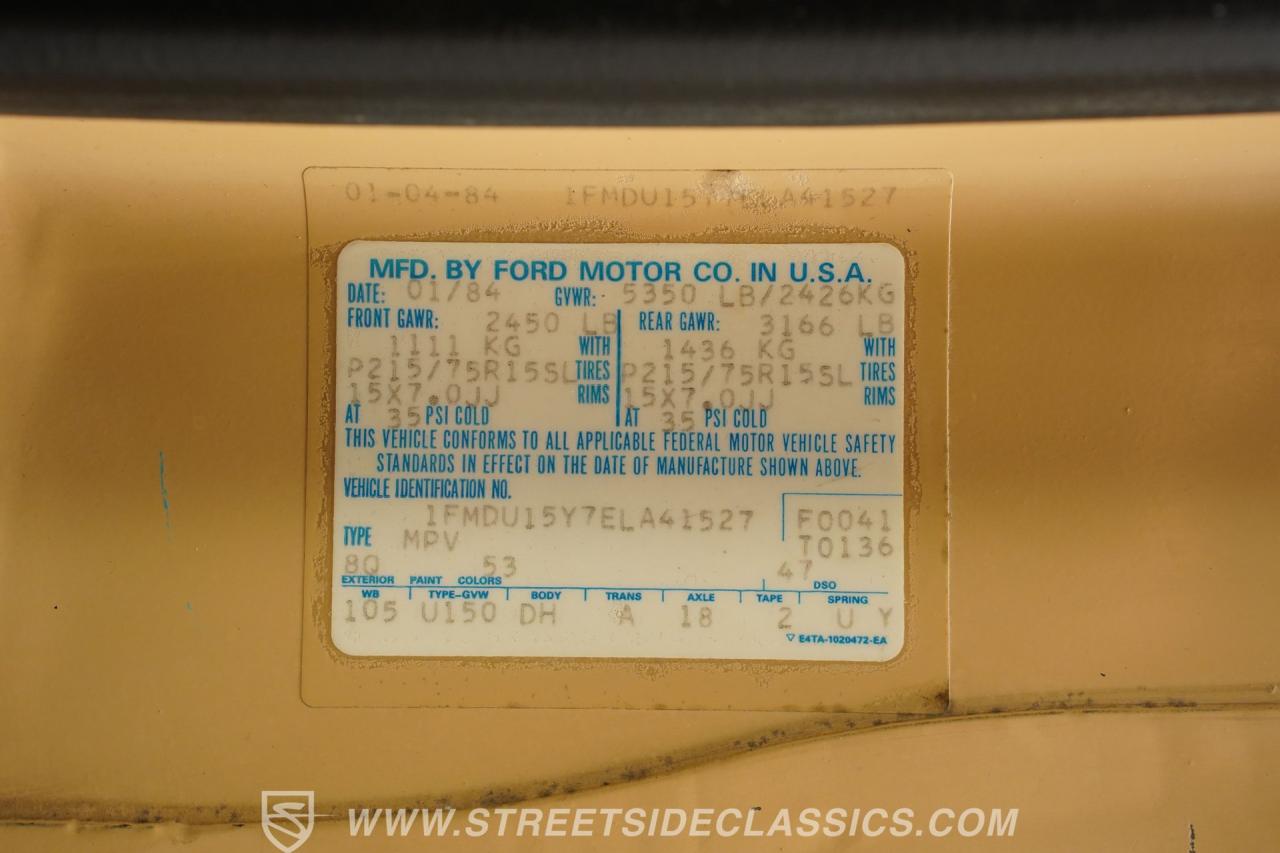 01-04-84 1FMDU15Y7ELA41527
MFD. BY FORD MOTOR CO. IN U.S.A.
DATE: 01/84 GVWR: 5350 LB/2426KG
FRONT GAWR: 2450 LB REAR GAWR: 3166 LB
1111 KG WITH 1436 KG WITH
P215/75R15SL TIRES P215/75R15SL TIRES
15X7.0JJ RIMS 15X7.0JJ RIMS
AT 35 PSI COLD AT 35 PSI COLD
THIS VEHICLE CONFORMS TO ALL APPLICABLE FEDERAL MOTOR VEHICLE SAFETY
STANDARDS IN EFFECT ON THE DATE OF MANUFACTURE SHOWN ABOVE.
VEHICLE IDENTIFICATION NO.
1FMDU15Y7ELA41527 F0041
TYPE MPV T0136
8Q 53 47
EXTERIOR PAINT COLORS DSO
WB TYPE-GVW BODY TRANS AXLE TAPE SPRING
105 U150 DH A 18 2 U Y
E4TA-1020472-EA
WWW.STREETSIDECLASSICS.COM